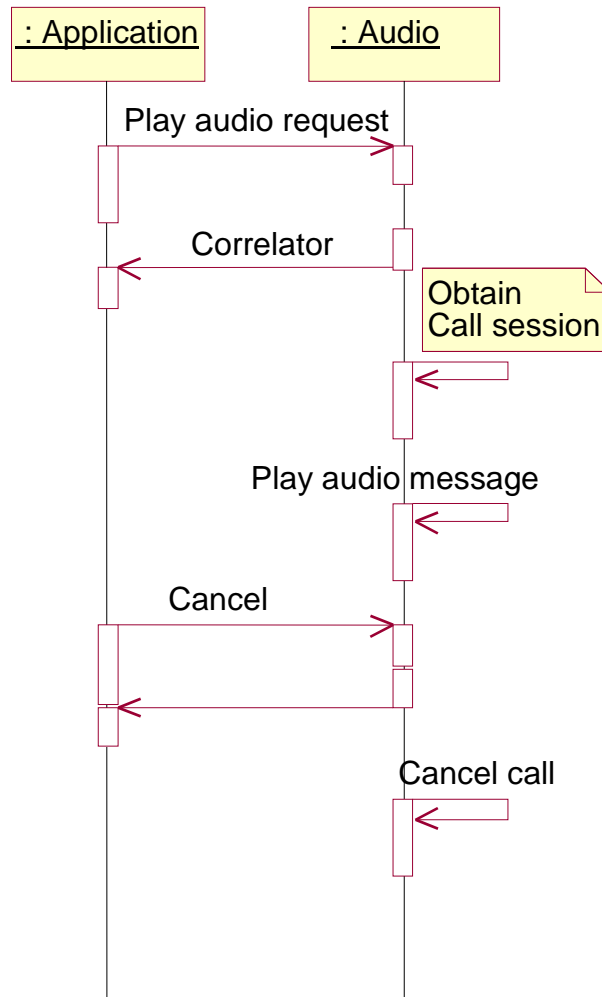 : Application
: Audio
Play audio request
Correlator
Obtain
Call session
Play audio message
Cancel
Cancel call